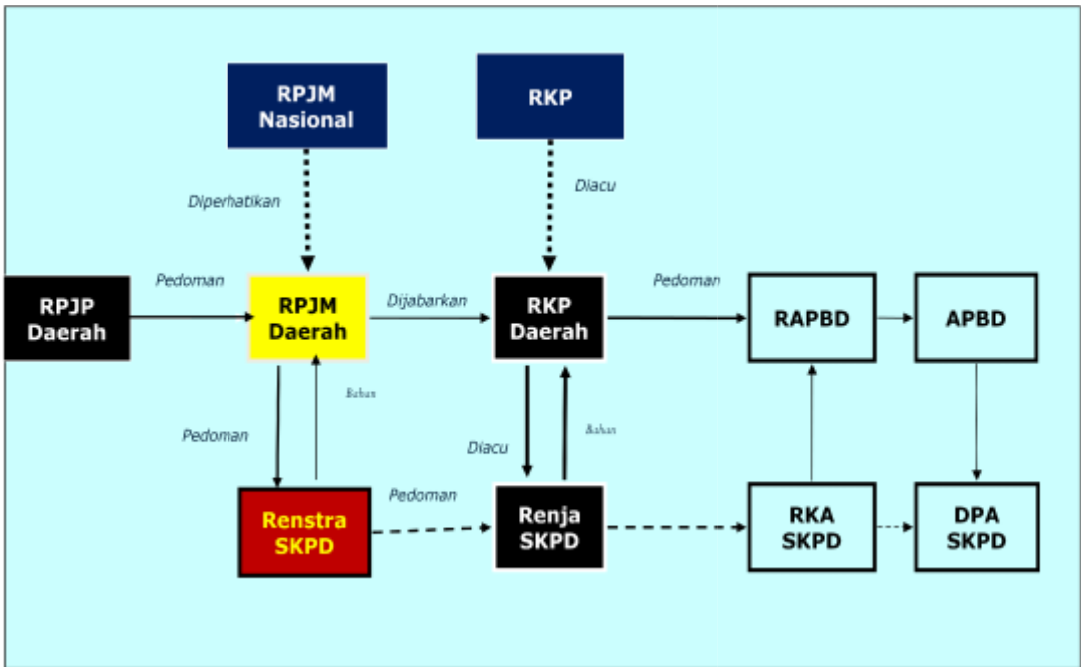 RPJM
Nasional
RKP
Diperhatikan
Diacu
RPJP
Daerah
Pedoman
RPJM
Daerah
Dijabarkan
RKP
Daerah
Pedoman
RAPBD
APBD
Pedoman
Bahan
Diacu
Bahan
Renstra
SKPD
Pedoman
Renja
SKPD
RKA
SKPD
DPA
SKPD